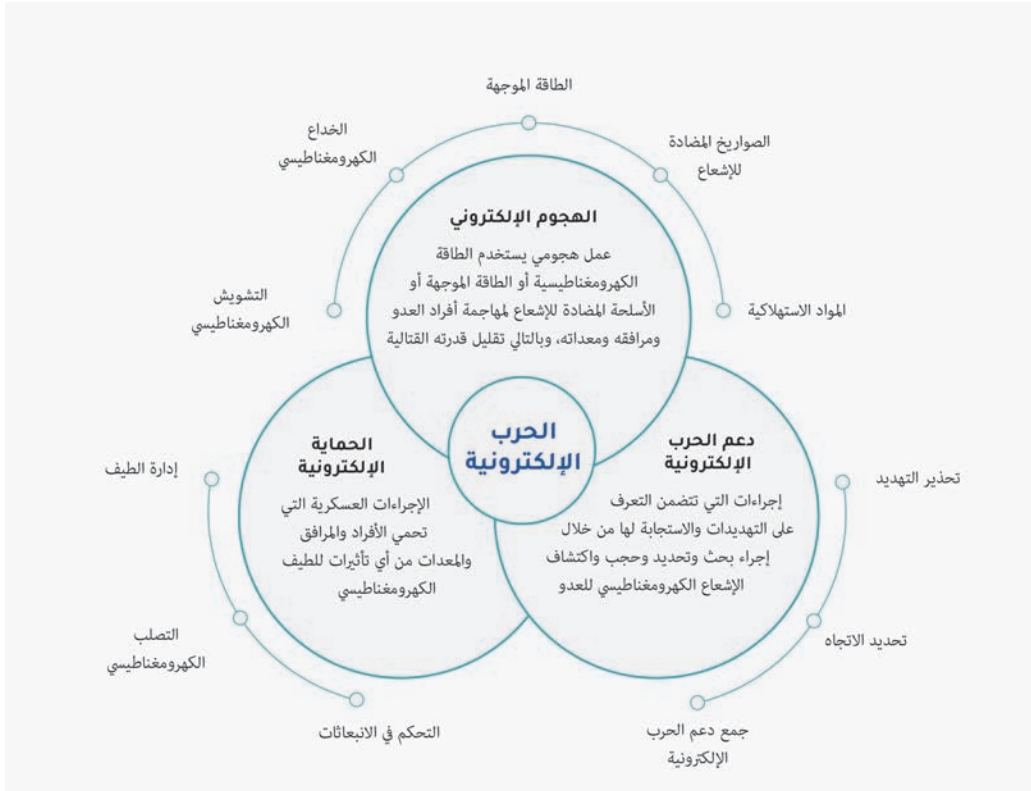 الطاقة الموجهة
الخداع
الكهرومغناطيسي
الصواريخ المضادة
للإشعاع
التشويش
الكهرومغناطيسي
المواد الاستهلاكية
الهجوم الإلكتروني
عمل هجومي يستخدم الطاقة
الكهرومغناطيسية أو الطاقة الموجهة أو
الأسلحة المضادة للإشعاع لمهاجمة أفراد العدو
ومرافقه ومعداته، وبالتالي تقليل قدرته القتالية
الحرب
الإلكترونية
دعم الحرب
الإلكترونية
إجراءات التي تتضمن التعرف
على التهديدات والاستجابة لها من خلال
إجراء بحث وتحديد وحجب واكتشاف
الإشعاع الكهرومغناطيسي للعدو
تحذير التهديد
تحديد الاتجاه
جمع دعم الحرب
الإلكترونية
الحماية
الإلكترونية
الإجراءات العسكرية التي
تحمي الأفراد والمرافق
والمعدات من أي تأثيرات للطيف
الكهرومغناطيسي
إدارة الطيف
التصلب
الكهرومغناطيسي
التحكم في الانبعاثات